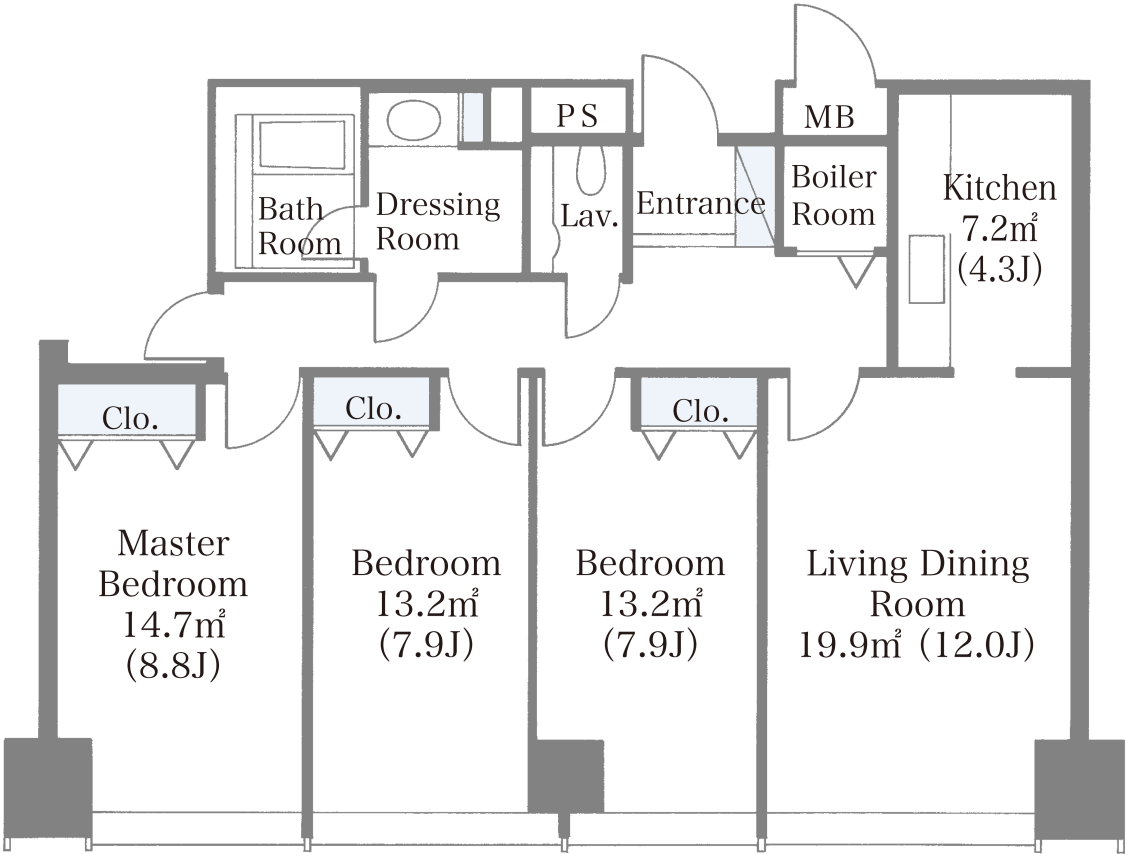 PS
MB
Bath
Room
Dressing
Room
Lav.
Entrance
Boiler
Room
Kitchen
7.2㎡
(4.3J)
Clo.
Clo.
Clo.
Master
Bedroom
14.7㎡
(8.8J)
Bedroom
13.2㎡
(7.9J)
Bedroom
13.2㎡
(7.9J)
Living Dining
Room
19.9㎡ (12.0J)